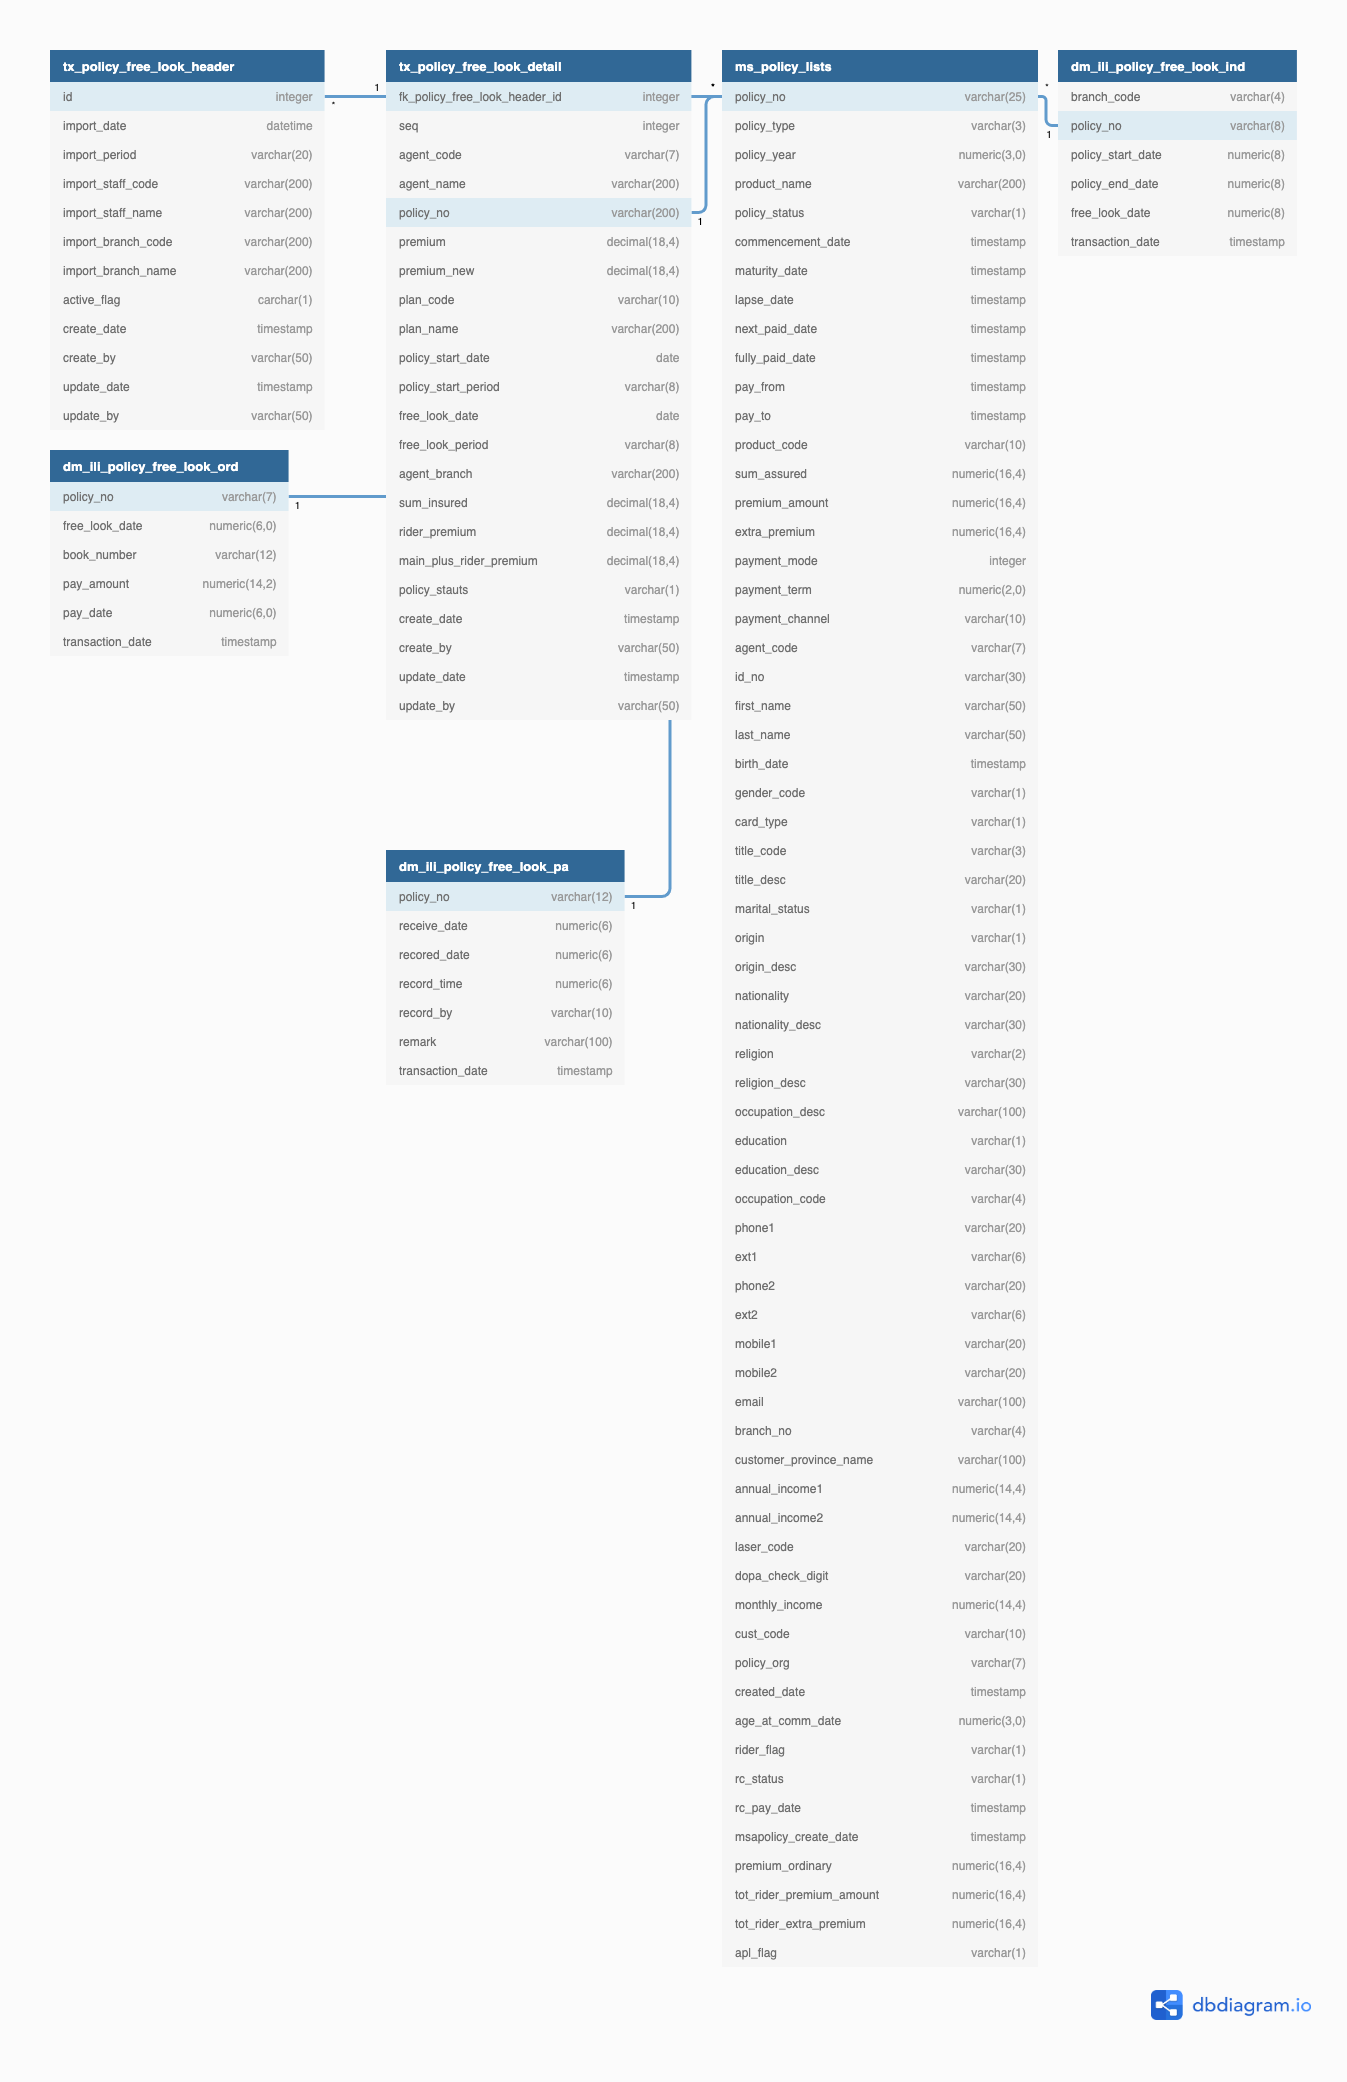 tx_policy_free_look_header
id integer
import_date datetime
import_period varchar(20)
import_staff_code varchar(200)
import_staff_name varchar(200)
import_branch_code varchar(200)
import_branch_name varchar(200)
active_flag carchar(1)
create_date timestamp
create_by varchar(50)
update_date timestamp
update_by varchar(50)
1
*
dm_ili_policy_free_look_ord
policy_no varchar(7)
free_look_date numeric(6,0)
book_number varchar(12)
pay_amount numeric(14,2)
pay_date numeric(6,0)
transaction_date timestamp
1
tx_policy_free_look_detail
fk_policy_free_look_header_id integer
seq integer
agent_code varchar(7)
agent_name varchar(200)
policy_no varchar(200)
premium decimal(18,4)
premium_new decimal(18,4)
plan_code varchar(10)
plan_name varchar(200)
policy_start_date date
policy_start_period varchar(8)
free_look_date date
free_look_period varchar(8)
agent_branch varchar(200)
sum_insured decimal(18,4)
rider_premium decimal(18,4)
main_plus_rider_premium decimal(18,4)
policy_stauts varchar(1)
create_date timestamp
create_by varchar(50)
update_date timestamp
update_by varchar(50)
*
1
dm_ili_policy_free_look_pa
policy_no varchar(12)
receive_date numeric(6)
recored_date numeric(6)
record_time numeric(6)
record_by varchar(10)
remark varchar(100)
transaction_date timestamp
1
ms_policy_lists
policy_no varchar(25)
policy_type varchar(3)
policy_year numeric(3,0)
product_name varchar(200)
policy_status varchar(1)
commencement_date timestamp
maturity_date timestamp
lapse_date timestamp
next_paid_date timestamp
fully_paid_date timestamp
pay_from timestamp
pay_to timestamp
product_code varchar(10)
sum_assured numeric(16,4)
premium_amount numeric(16,4)
extra_premium numeric(16,4)
payment_mode integer
payment_term numeric(2,0)
payment_channel varchar(10)
agent_code varchar(7)
id_no varchar(30)
first_name varchar(50)
last_name varchar(50)
birth_date timestamp
gender_code varchar(1)
card_type varchar(1)
title_code varchar(3)
title_desc varchar(20)
marital_status varchar(1)
origin varchar(1)
origin_desc varchar(30)
nationality varchar(20)
nationality_desc varchar(30)
religion varchar(2)
religion_desc varchar(30)
occupation_desc varchar(100)
education varchar(1)
education_desc varchar(30)
occupation_code varchar(4)
phone1 varchar(20)
ext1 varchar(6)
phone2 varchar(20)
ext2 varchar(6)
mobile1 varchar(20)
mobile2 varchar(20)
email varchar(100)
branch_no varchar(4)
customer_province_name varchar(100)
annual_income1 numeric(14,4)
annual_income2 numeric(14,4)
laser_code varchar(20)
dopa_check_digit varchar(20)
monthly_income numeric(14,4)
cust_code varchar(10)
policy_org varchar(7)
created_date timestamp
age_at_comm_date numeric(3,0)
rider_flag varchar(1)
rc_status varchar(1)
rc_pay_date timestamp
msapolicy_create_date timestamp
premium_ordinary numeric(16,4)
tot_rider_premium_amount numeric(16,4)
tot_rider_extra_premium numeric(16,4)
apl_flag varchar(1)
*
1
dm_ili_policy_free_look_ind
branch_code varchar(4)
policy_no varchar(8)
policy_start_date numeric(8)
policy_end_date numeric(8)
free_look_date numeric(8)
transaction_date timestamp
dbdiagram.io